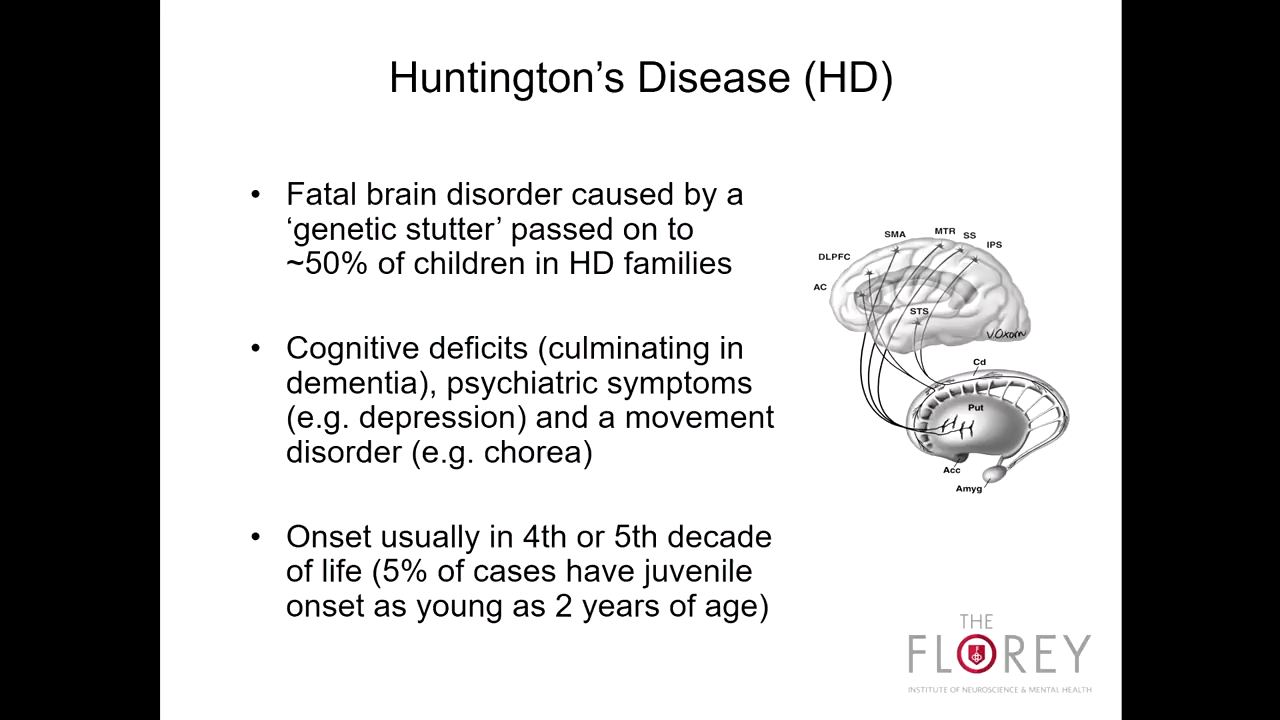 Huntington’s Disease (HD)
• Fatal brain disorder caused by a
‘genetic stutter’ passed on to
~50% of children in HD families
• Cognitive deficits (culminating in
dementia), psychiatric symptoms
(e.g. depression) and a movement
disorder (e.g. chorea)
• Onset usually in 4th or 5th decade
of life (5% of cases have juvenile
onset as young as 2 years of age)
SMA
MTR
SS
IPS
DLPFC
AC
STS
V.Oxorn
Cd
Put
Acc
Amyg
THE
FLOREY
INSTITUTE OF NEUROSCIENCE & MENTAL HEALTH